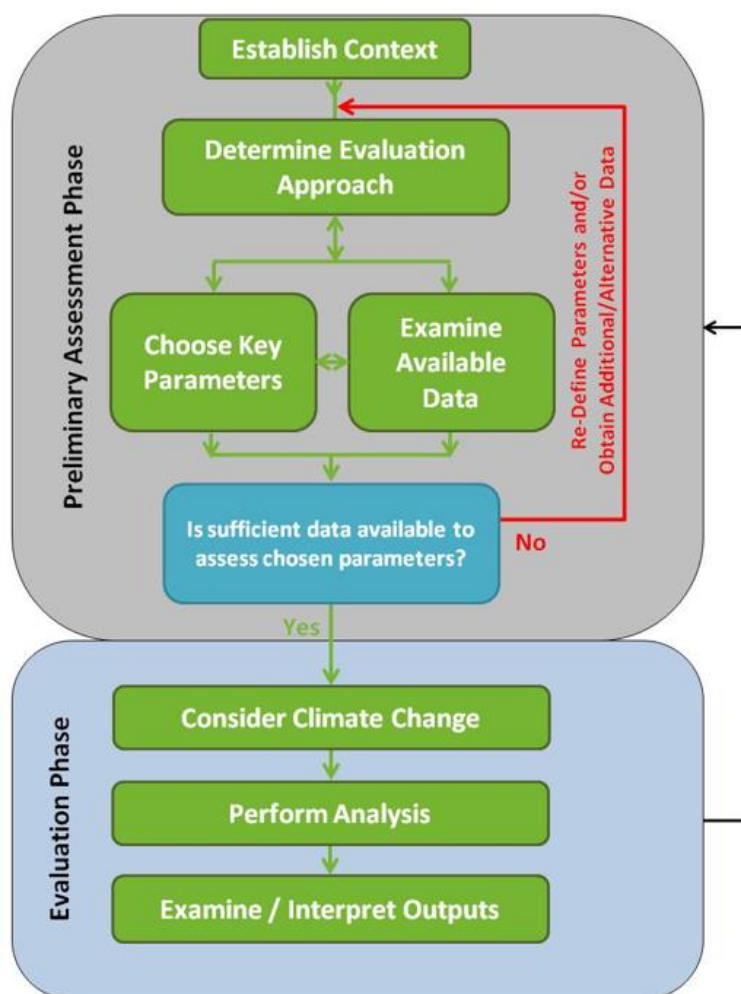 Establish Context
Determine Evaluation
Approach
Choose Key
Parameters
Examine
Available
Data
Is sufficient data available to
assess chosen parameters?
No
Re-Define Parameters and/or
Obtain Additional/Alternative Data
Preliminary Assessment Phase
Yes
Consider Climate Change
Perform Analysis
Examine / Interpret Outputs
Evaluation Phase